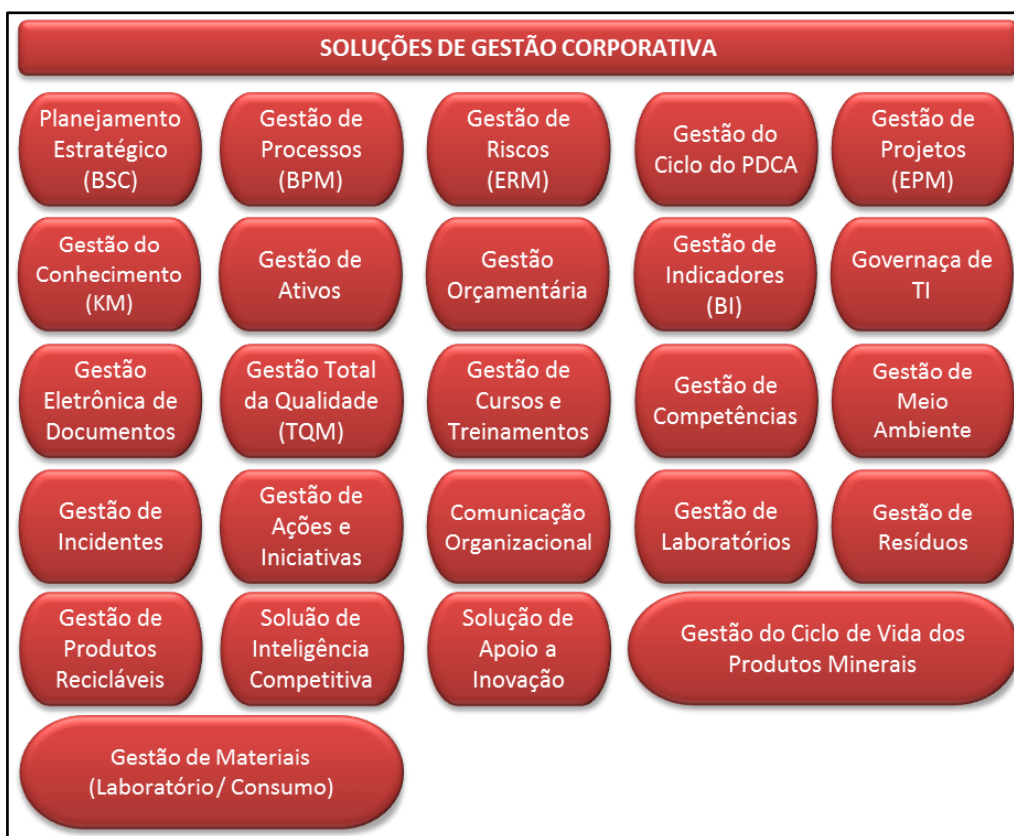 SOLUÇÕES DE GESTÃO CORPORATIVA
Planejamento
Estratégico
(BSC)
Gestão de
Processos
(BPM)
Gestão de
Riscos
(ERM)
Gestão do
Ciclo do PDCA
Gestão de
Projetos
(EPM)
Gestão do
Conhecimento
(KM)
Gestão de
Ativos
Gestão
Orçamentária
Gestão de
Indicadores
(BI)
Governaça de
TI
Gestão
Eletrônica de
Documentos
Gestão Total
da Qualidade
(TQM)
Gestão de
Cursos e
Treinamentos
Gestão de
Competências
Gestão de
Meio
Ambiente
Gestão de
Incidentes
Gestão de
Ações e
Iniciativas
Comunicação
Organizacional
Gestão de
Laboratórios
Gestão de
Resíduos
Gestão de
Produtos
Recicláveis
Soluão de
Inteligência
Competitiva
Solução de
Apoio a
Inovação
Gestão do Ciclo de Vida dos
Produtos Minerais
Gestão de Materiais
(Laboratório / Consumo)